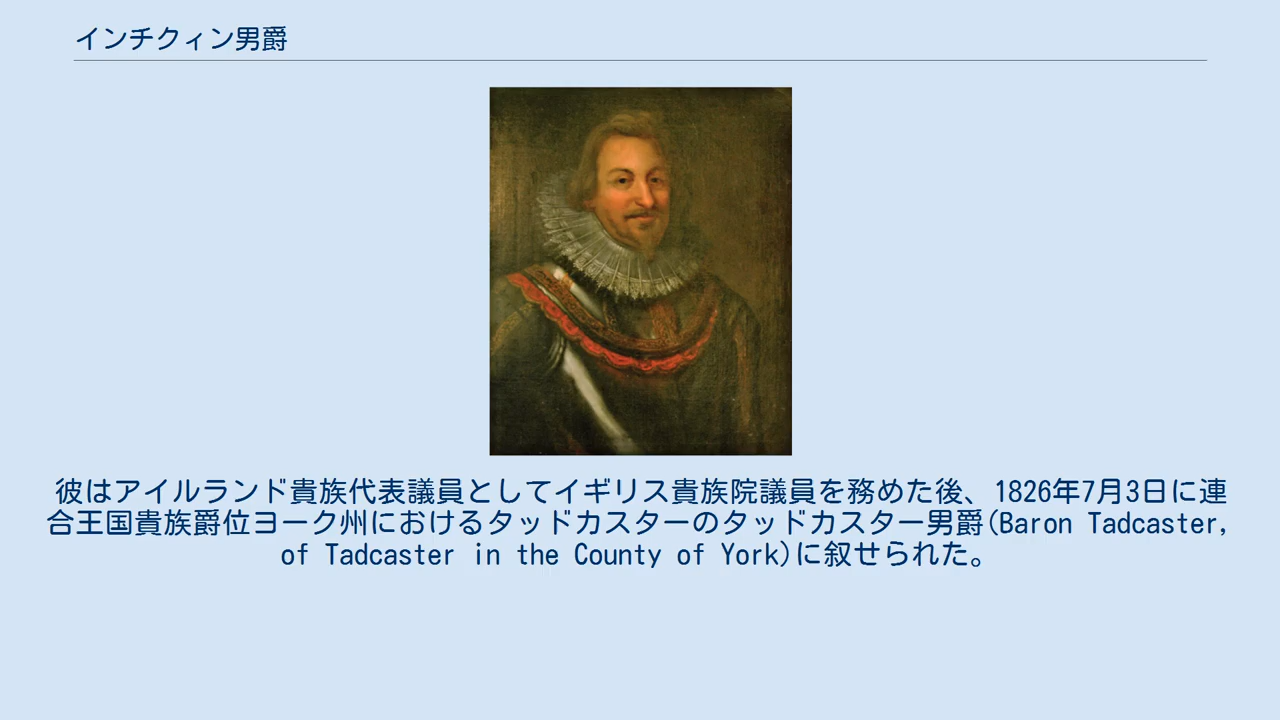 インチクィン男爵
彼はアイルランド貴族代表議員としてイギリス貴族院議員を務めた後、1826年7月3日に連
合王国貴族爵位ヨーク州におけるタッドカスターのタッドカスター男爵(Baron Tadcaster,
of Tadcaster in the County of York)に叙せられた。